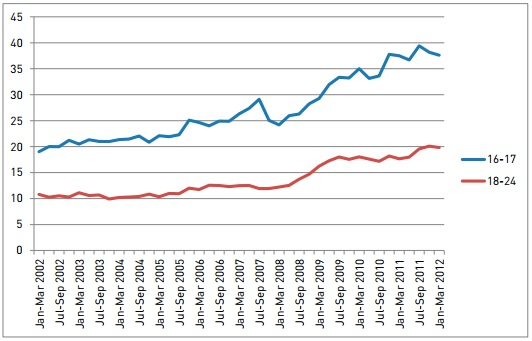 45
40
35
30
25
20
15
10
5
0
16-17
18-24
Jan-Mar 2002
Jul-Sep 2002
Jan-Mar 2003
Jul-Sep 2003
Jan-Mar 2004
Jul-Sep 2004
Jan-Mar 2005
Jul-Sep 2005
Jan-Mar 2006
Jul-Sep 2006
Jan-Mar 2007
Jul-Sep 2007
Jan-Mar 2008
Jul-Sep 2008
Jan-Mar 2009
Jul-Sep 2009
Jan-Mar 2010
Jul-Sep 2010
Jan-Mar 2011
Jul-Sep 2011
Jan-Mar 2012